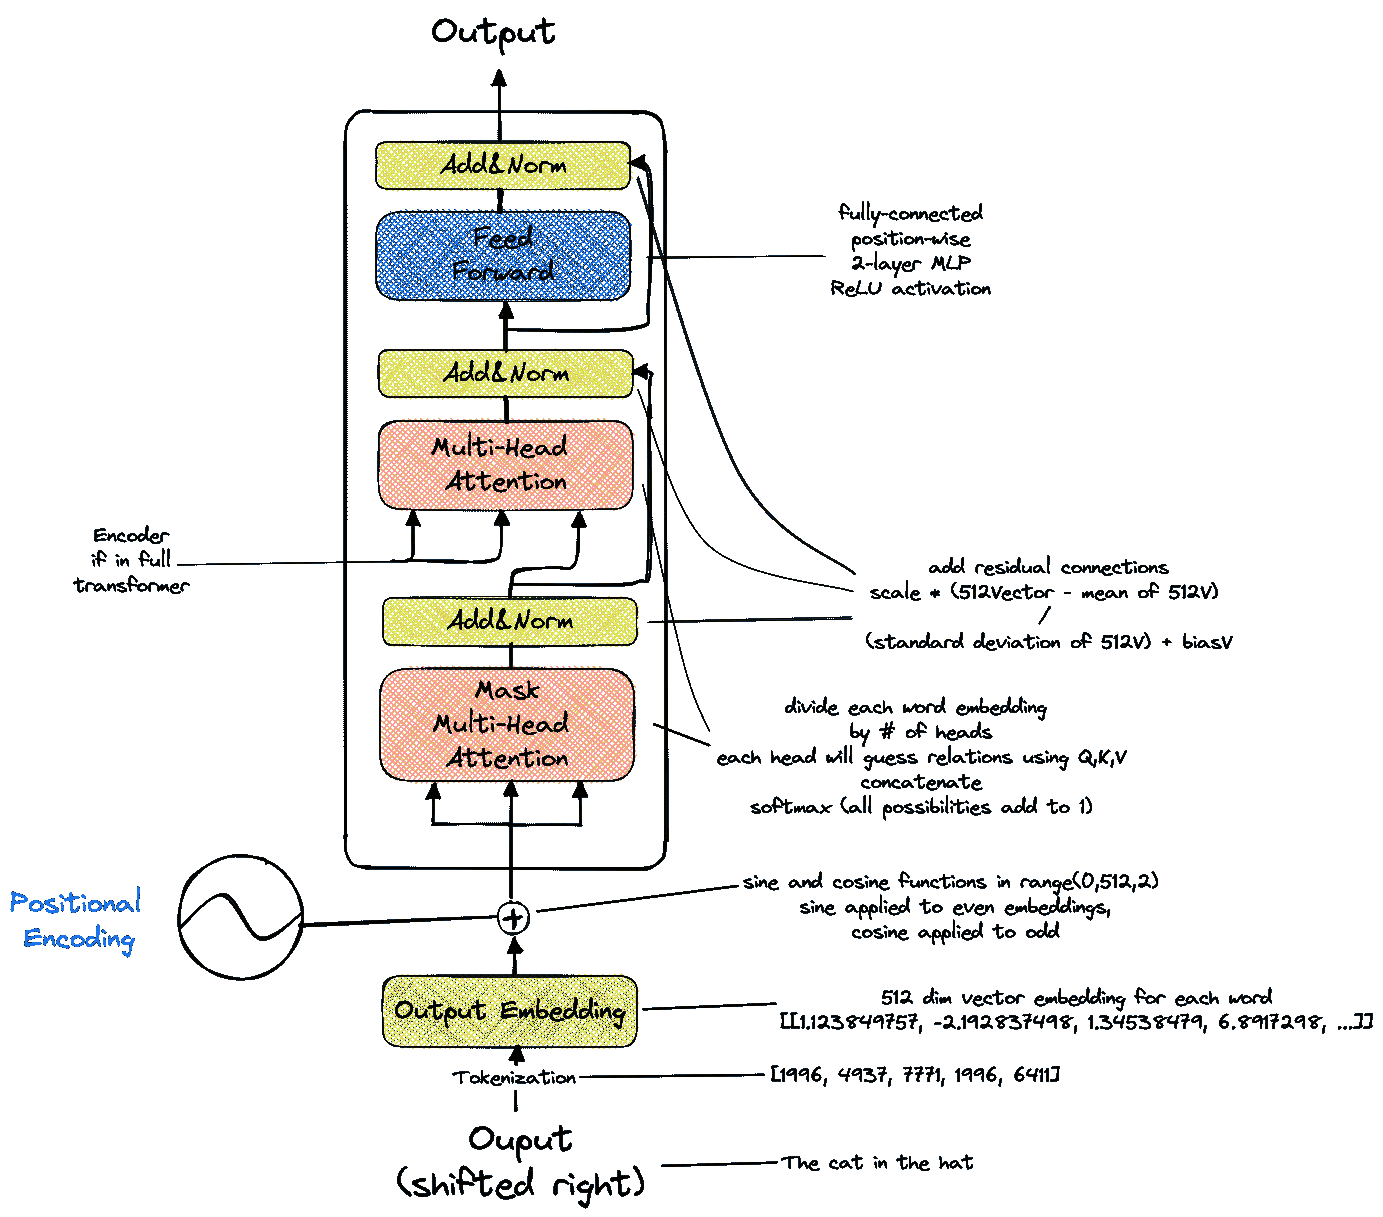 Output
Add&Norm
Feed
Forward
fully-connected
position-wise
2-layer MLP
ReLU activation
Add&Norm
Multi-Head
Attention
Encoder
if in full
transformer
add residual connections
scale * (512Vector - mean of 512V)
/
(standard deviation of 512V) + biasV
Add&Norm
Mask
Multi-Head
Attention
divide each word embedding
by # of heads
each head will guess relations using Q,K,V
concatenate
softmax (all possibilities add to 1)
Positional
Encoding
+
sine and cosine functions in range(0,512,2)
sine applied to even embeddings,
cosine applied to odd
Output Embedding
512 dim vector embedding for each word
[[1.123849757, -2.192837498, 1.34538479, 6.8917298, ...]]
Tokenization
[1996, 4937, 7771, 1996, 6411]
Ouput
(shifted right)
The cat in the hat